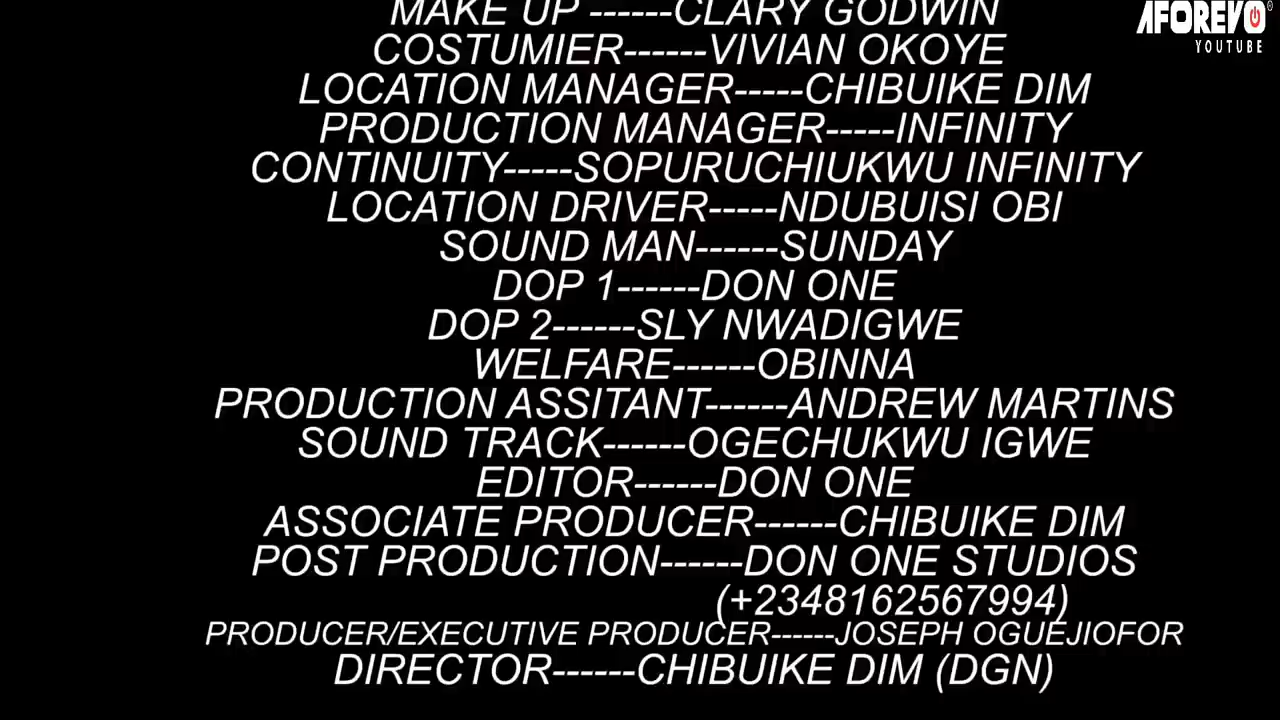 MAKE UP ------CLARY GODWIN
COSTUMIER------VIVIAN OKOYE
LOCATION MANAGER-----CHIBUIKE DIM
PRODUCTION MANAGER-----INFINITY
CONTINUITY-----SOPURUCHIUKWU INFINITY
LOCATION DRIVER-----NDUBUISI OBI
SOUND MAN------SUNDAY
DOP 1------DON ONE
DOP 2------SLY NWADIGWE
WELFARE------OBINNA
PRODUCTION ASSITANT------ANDREW MARTINS
SOUND TRACK------OGECHUKWU IGWE
EDITOR------DON ONE
ASSOCIATE PRODUCER------CHIBUIKE DIM
POST PRODUCTION------DON ONE STUDIOS
(+2348162567994)
PRODUCER/EXECUTIVE PRODUCER------JOSEPH OGUEJIOFOR
DIRECTOR------CHIBUIKE DIM (DGN)
AFOREVO
YOUTUBE